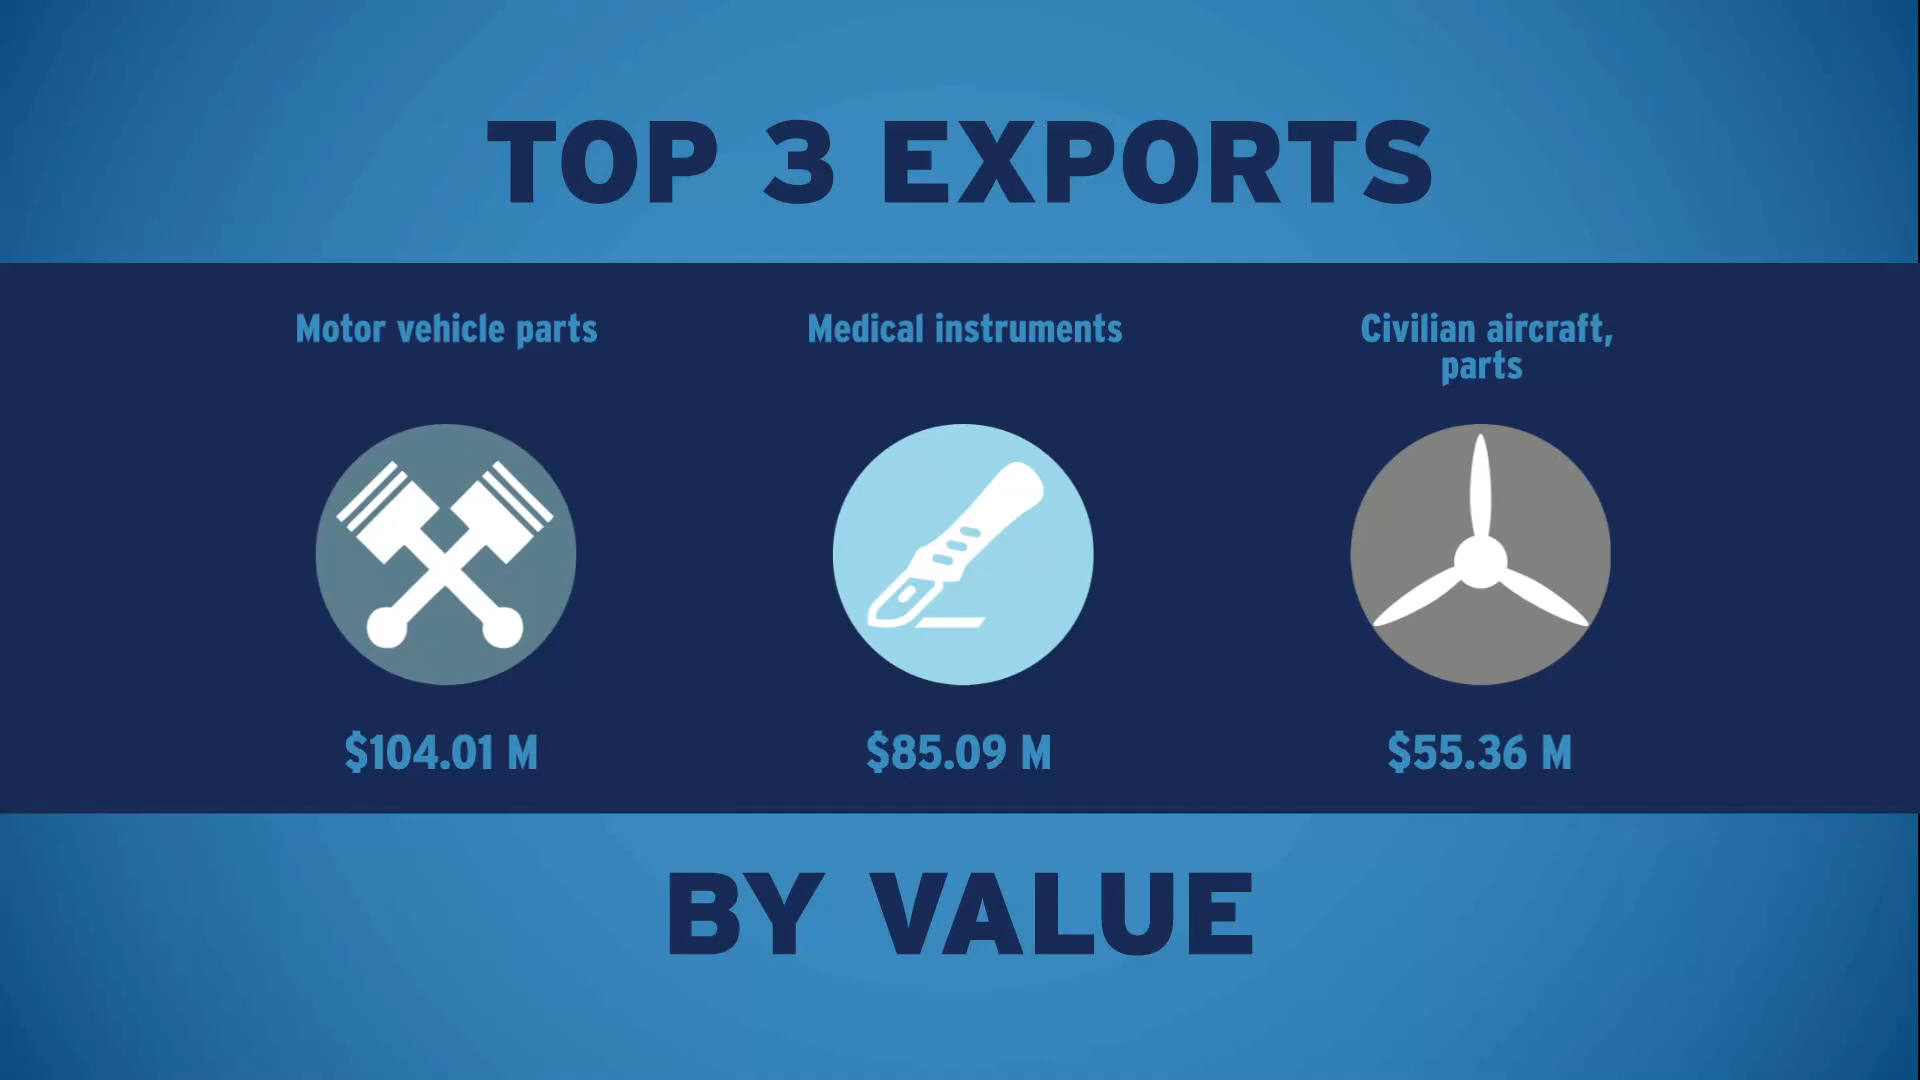 TOP 3 EXPORTS
Motor vehicle parts
Medical instruments
Civilian aircraft,
parts
$104.01 M
$85.09 M
$55.36 M
BY VALUE